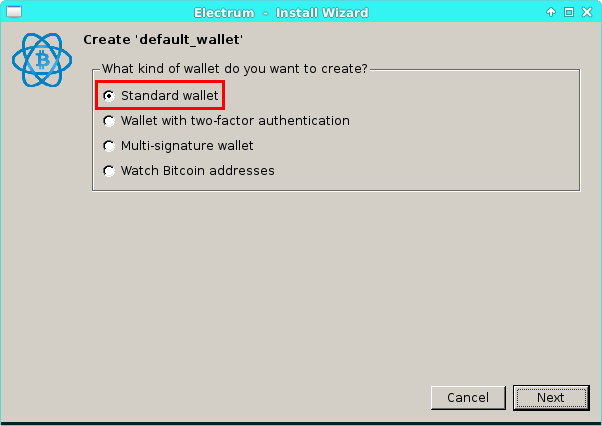 Electrum - Install Wizard
Create 'default_wallet'
What kind of wallet do you want to create?
Standard wallet
Wallet with two-factor authentication
Multi-signature wallet
Watch Bitcoin addresses
Cancel Next